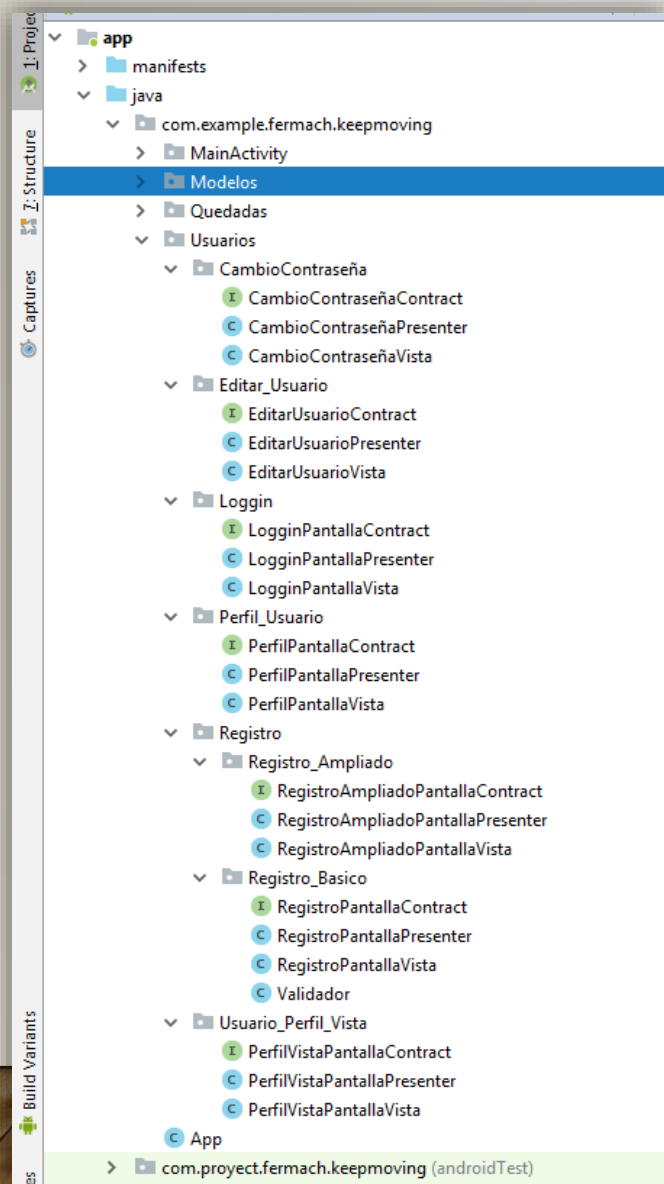 1: Projec
7: Structure
Captures
Build Variants
es
app
manifests
java
com.example.fermach.keepmoving
MainActivity
Modelos
Quedadas
Usuarios
CambioContraseña
I CambioContraseñaContract
C CambioContraseñaPresenter
C CambioContraseñaVista
Editar_Usuario
I EditarUsuarioContract
C EditarUsuarioPresenter
C EditarUsuarioVista
Loggin
I LogginPantallaContract
C LogginPantallaPresenter
C LogginPantallaVista
Perfil_Usuario
I PerfilPantallaContract
C PerfilPantallaPresenter
C PerfilPantallaVista
Registro
Registro_Ampliado
I RegistroAmpliadoPantallaContract
C RegistroAmpliadoPantallaPresenter
C RegistroAmpliadoPantallaVista
Registro_Basico
I RegistroPantallaContract
C RegistroPantallaPresenter
C RegistroPantallaVista
C Validador
Usuario_Perfil_Vista
I PerfilVistaPantallaContract
C PerfilVistaPantallaPresenter
C PerfilVistaPantallaVista
C App
com.proyect.fermach.keepmoving (androidTest)